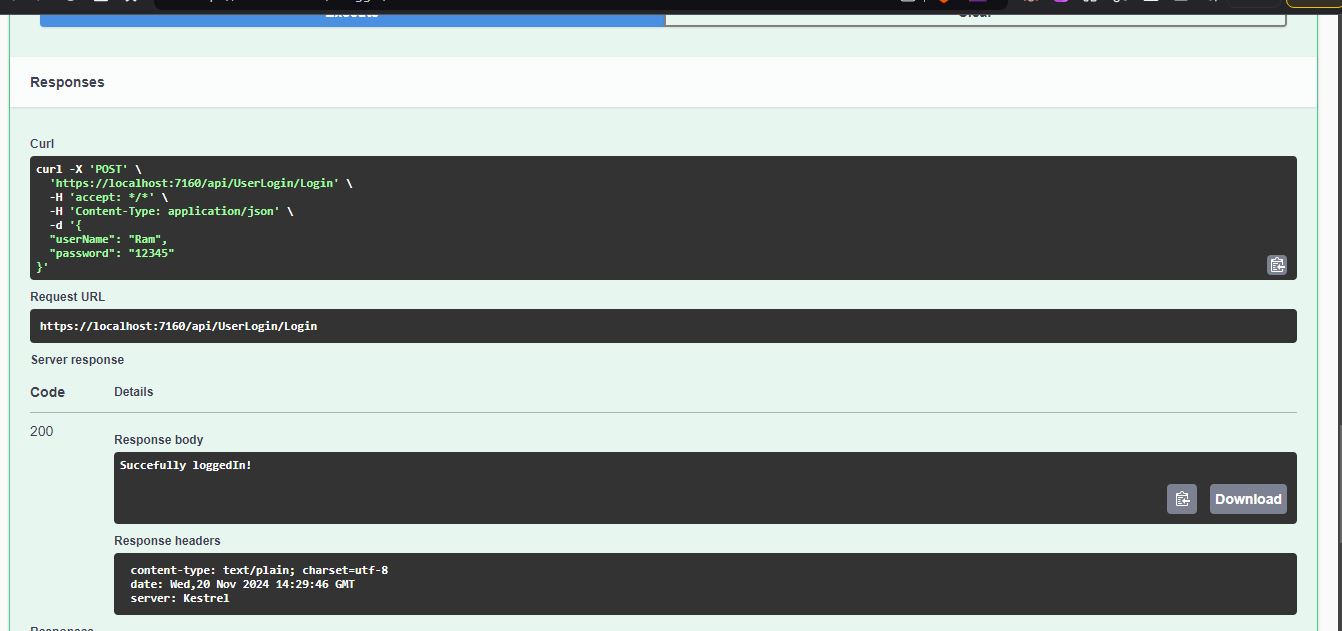 Execute
Clear
Responses
Curl
curl -X 'POST' \
'https://localhost:7160/api/UserLogin/Login' \
-H 'accept: */*' \
-H 'Content-Type: application/json' \
-d '{
"userName": "Ram",
"password": "12345"
}'
Request URL
https://localhost:7160/api/UserLogin/Login
Server response
Code Details
200
Response body
Succefully loggedIn!
Download
Response headers
content-type: text/plain; charset=utf-8
date: Wed,20 Nov 2024 14:29:46 GMT
server: Kestrel
Responses